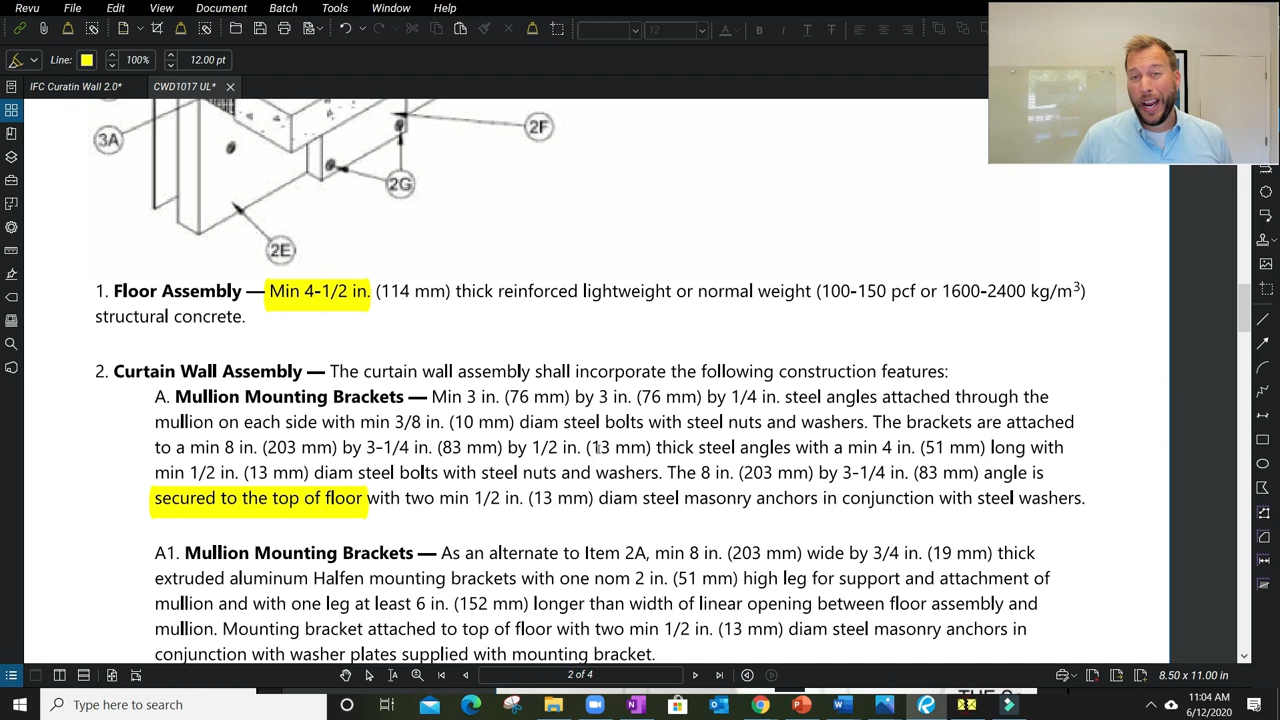 Revu File Edit View Document Batch Tools Window Help
12
Line: 100% 12.00 pt
IFC Curatin Wall 2.0* CWD1017 UL*
3A
2F
2G
2E
1. Floor Assembly — Min 4-1/2 in. (114 mm) thick reinforced lightweight or normal weight (100-150 pcf or 1600-2400 kg/m3)
structural concrete.
2. Curtain Wall Assembly — The curtain wall assembly shall incorporate the following construction features:
A. Mullion Mounting Brackets — Min 3 in. (76 mm) by 3 in. (76 mm) by 1/4 in. steel angles attached through the
mullion on each side with min 3/8 in. (10 mm) diam steel bolts with steel nuts and washers. The brackets are attached
to a min 8 in. (203 mm) by 3-1/4 in. (83 mm) by 1/2 in. (13 mm) thick steel angles with a min 4 in. (51 mm) long with
min 1/2 in. (13 mm) diam steel bolts with steel nuts and washers. The 8 in. (203 mm) by 3-1/4 in. (83 mm) angle is
secured to the top of floor with two min 1/2 in. (13 mm) diam steel masonry anchors in conjunction with steel washers.
A1. Mullion Mounting Brackets — As an alternate to Item 2A, min 8 in. (203 mm) wide by 3/4 in. (19 mm) thick
extruded aluminum Halfen mounting brackets with one nom 2 in. (51 mm) high leg for support and attachment of
mullion and with one leg at least 6 in. (152 mm) longer than width of linear opening between floor assembly and
mullion. Mounting bracket attached to top of floor with two min 1/2 in. (13 mm) diam steel masonry anchors in
conjunction with washer plates supplied with mounting bracket.
2 of 4
8.50 x 11.00 in
Type here to search
11:04 AM
6/12/2020